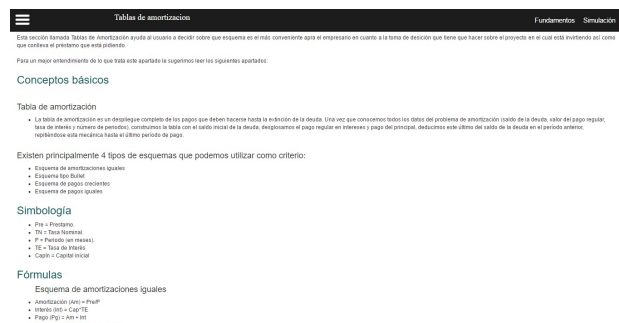 Tablas de amortizacion
Fundamentos Simulación
Esta sección llamada Tablas de Amortización ayuda al usuario a decidir sobre que esquema es el más conveniente apra el empresario en cuanto a la toma de desición que tiene que hacer sobre el proyecto en el cual está invirtiendo así como
que conlleva el préstamo que está pidiendo.
Para un mejor entendimiento de lo que trata este apartado le sugerimos leer los siguientes apartados:
Conceptos básicos
Tabla de amortización
• La tabla de amortización es un despliegue completo de los pagos que deben hacerse hasta la extinción de la deuda. Una vez que conocemos todos los datos del problema de amortización (saldo de la deuda, valor del pago regular,
tasa de interés y número de periodos), construimos la tabla con el saldo inicial de la deuda, desglosamos el pago regular en intereses y pago del principal, deducimos este último del saldo de la deuda en el período anterior,
repitiéndose esta mecánica hasta el último período de pago.
Existen principalmente 4 tipos de esquemas que podemos utilizar como criterio:
• Esquema de amortizaciones iguales
• Esquema tipo Bullet
• Esquema de pagos crecientes
• Esquema de pagos iguales
Simbología
• Pre = Prestamo.
• TN = Tasa Nominal.
• P = Periodo (en meses).
• TE = Tasa de Interés
• CapIn = Capital inicial
Fórmulas
Esquema de amortizaciones iguales
• Amortización (Am) = Pre/P
• Interés (Int) = Cap*TE
• Pago (Pg) = Am + Int